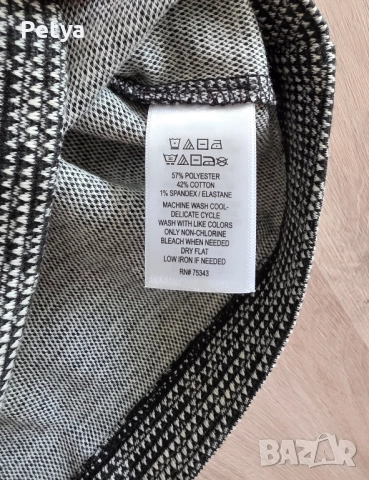 Petya
57% POLYESTER
42% COTTON
1% SPANDEX / ELASTANE
MACHINE WASH COOL-
DELICATE CYCLE
WASH WITH LIKE COLORS
ONLY NON-CHLORINE
BLEACH WHEN NEEDED
DRY FLAT
LOW IRON IF NEEDED
RN# 75343
BAZAR